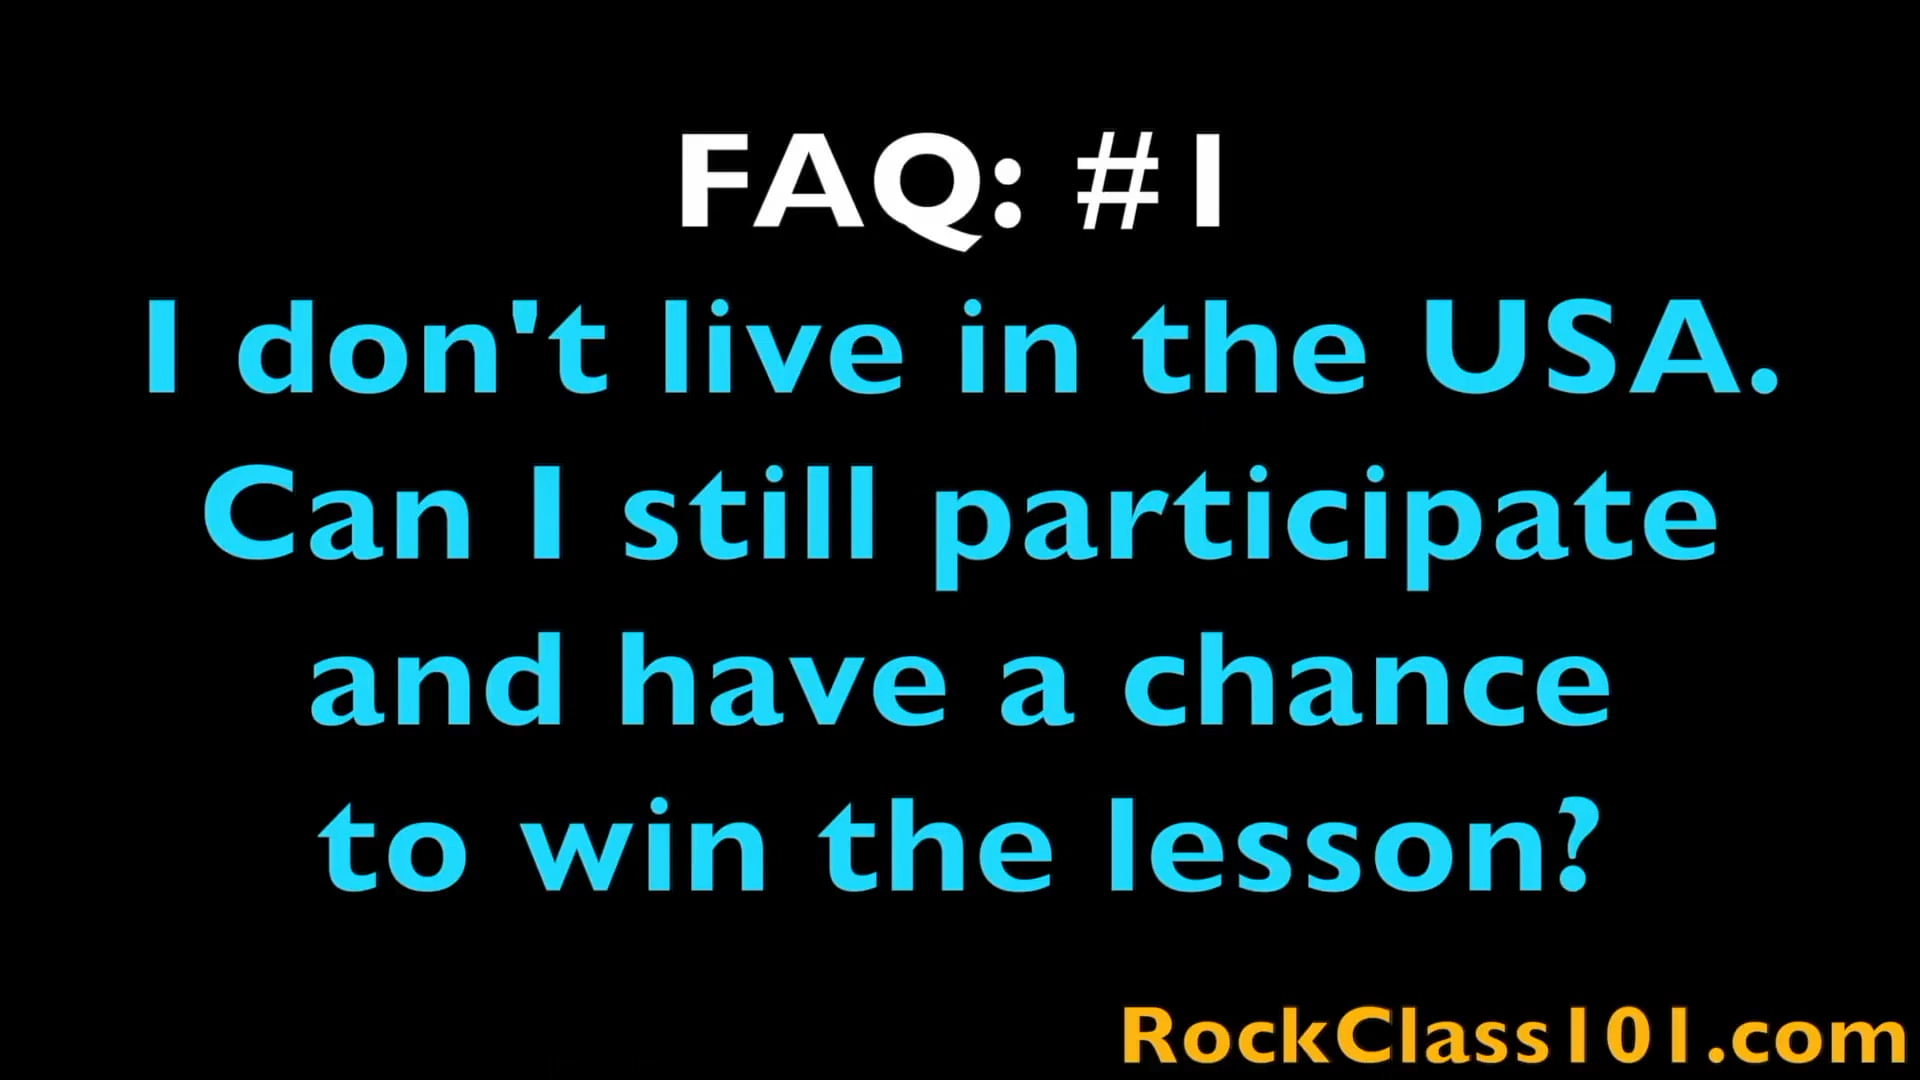 FAQ: #1
I don't live in the USA.
Can I still participate
and have a chance
to win the lesson?
RockClass101.com